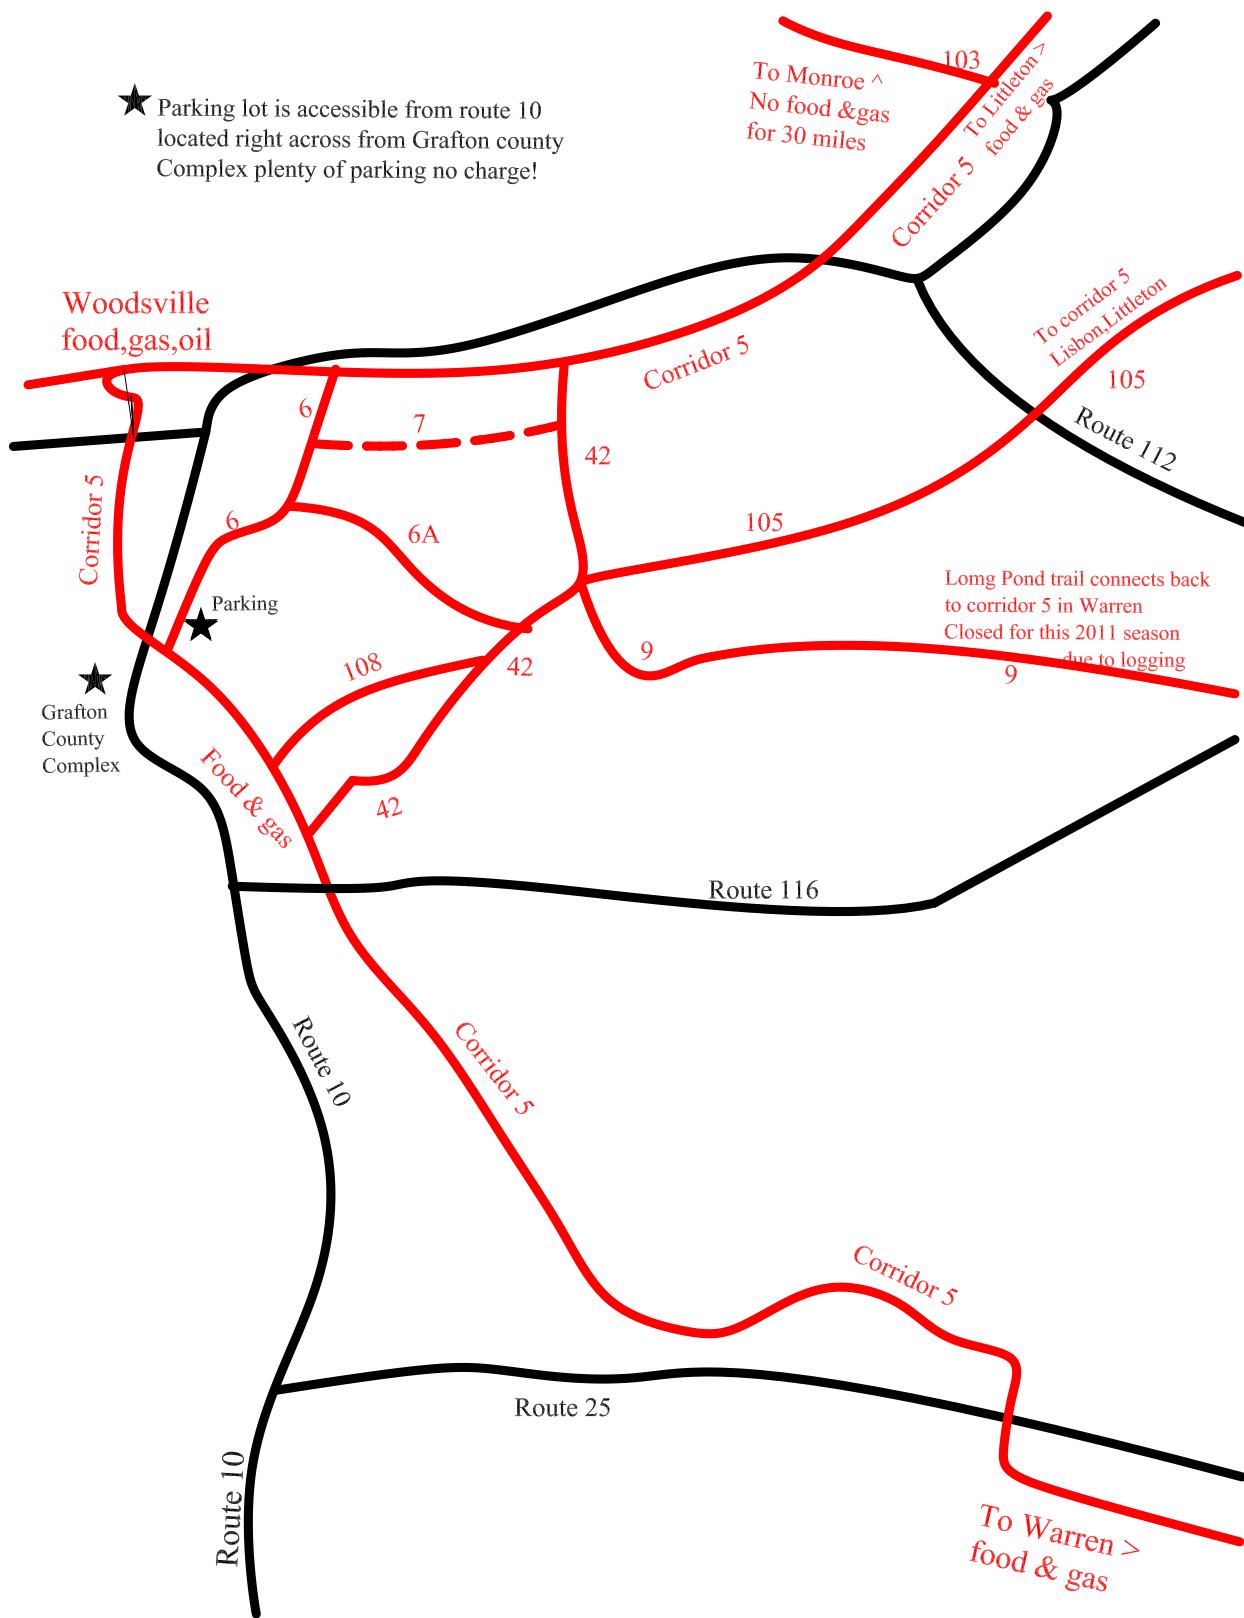 103
To Monroe ^
No food &gas
for 30 miles
To Littleton >
food & gas
Corridor 5
Parking lot is accessible from route 10
located right across from Grafton county
Complex plenty of parking no charge!
Woodsville
food,gas,oil
To corridor 5
Lisbon,Littleton
105
Corridor 5
6
7
42
Route 112
Corridor 5
6
6A
105
Parking
Lomg Pond trail connects back
to corridor 5 in Warren
Closed for this 2011 season
due to logging
9
9
108
42
Grafton
County
Complex
Food & gas
42
Route 116
Route 10
Corridor 5
Corridor 5
Route 25
Route 10
To Warren >
food & gas